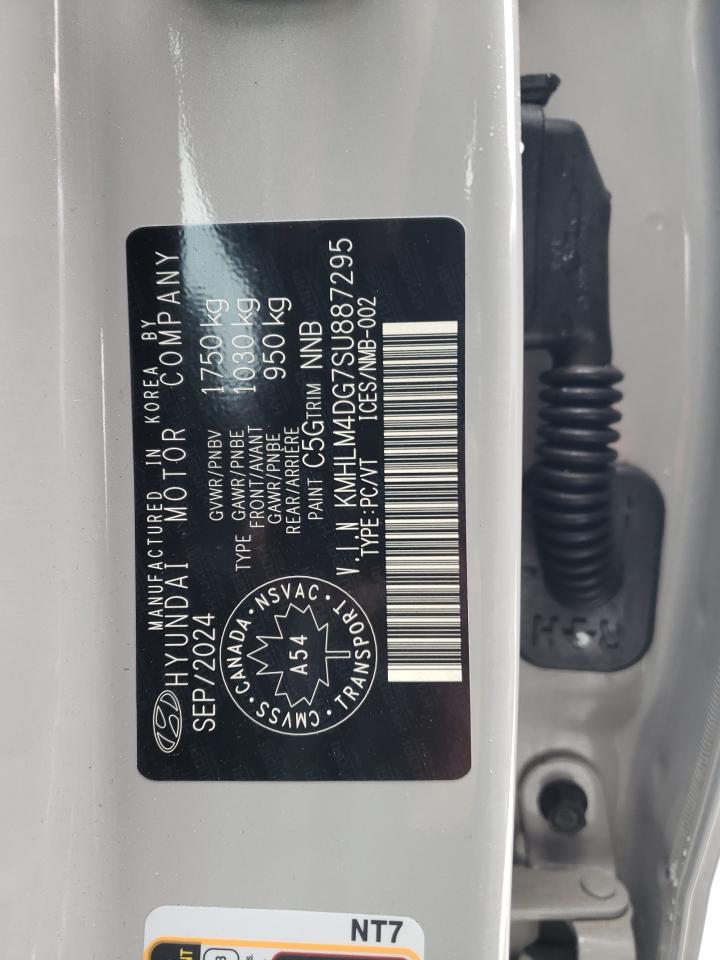 MANUFACTURED IN KOREA BY
HYUNDAI MOTOR COMPANY
SEP/2024
GVWR/PNBV 1750 kg
TYPE GAWR/PNBE 1030 kg
FRONT/AVANT
GAWR/PNBE 950 kg
REAR/ARRIÈRE
PAINT C5G TRIM NNB
V.I.N KMHLM4DG7SU887295
TYPE:PC/VT ICES/NMB-002
CANADA·NSVAC·TRANSPORT·CMVSS·
A54
NT7